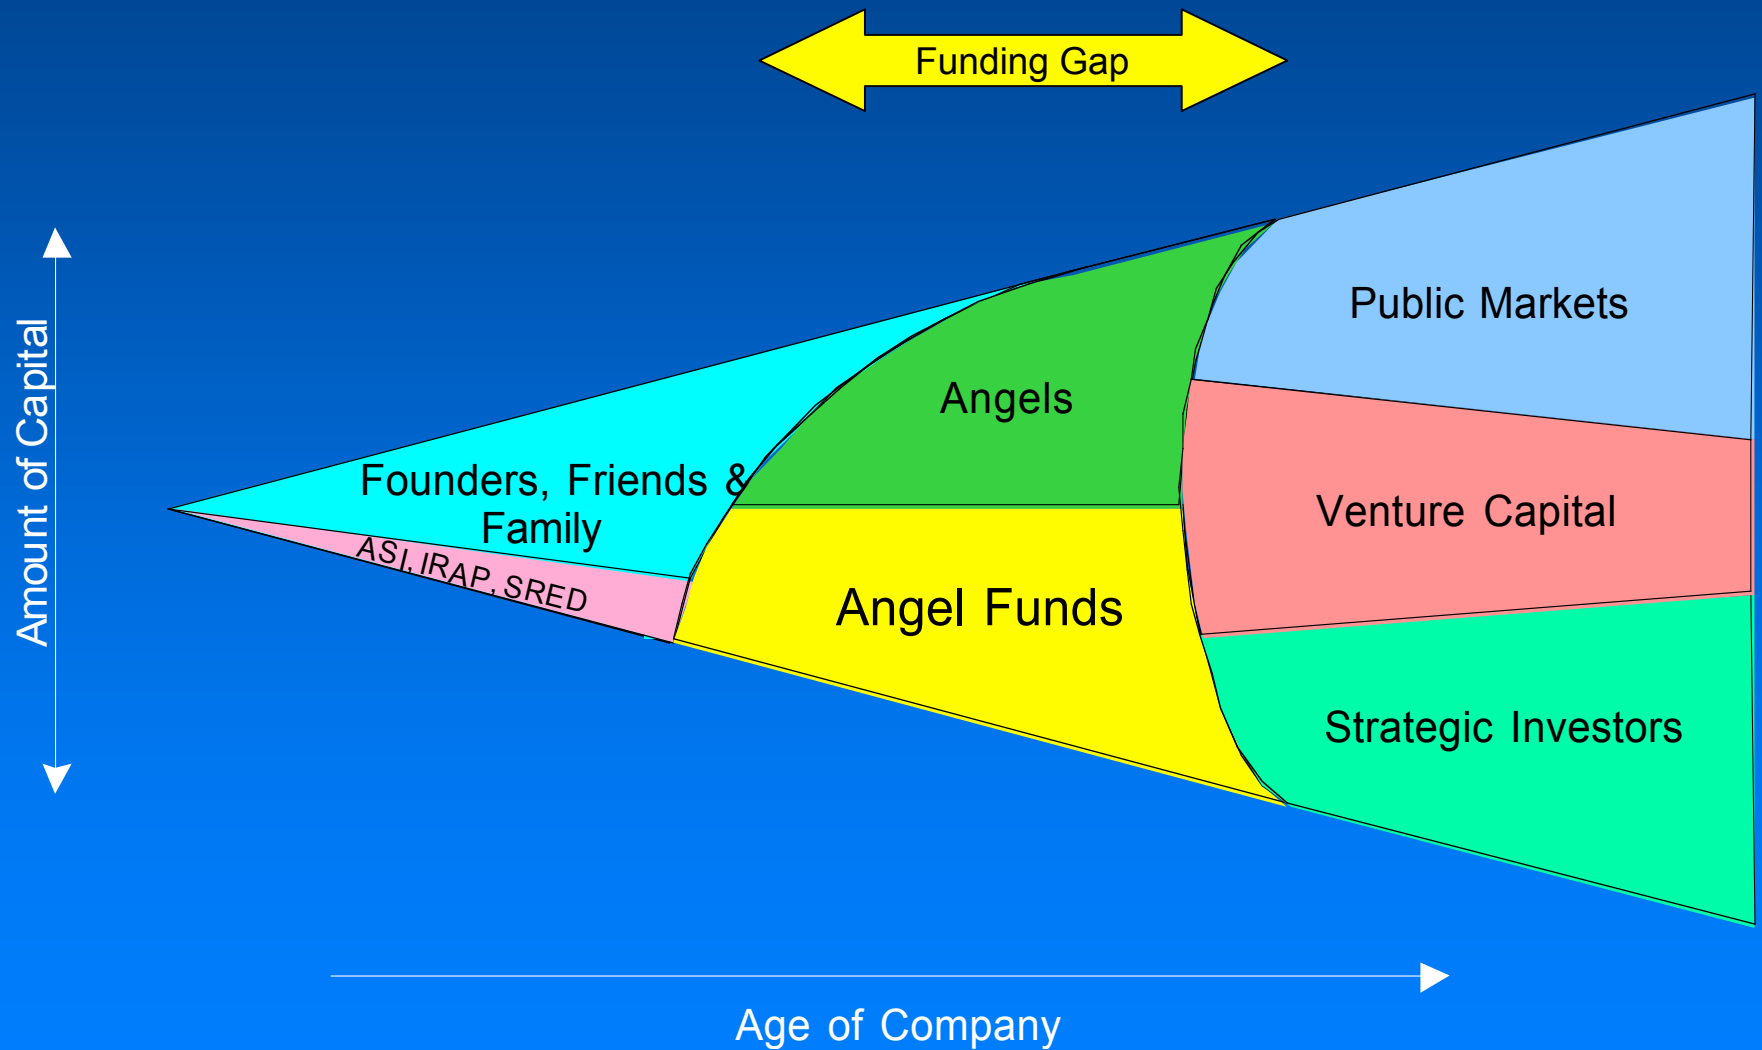 Funding Gap
Public Markets
Angels
Founders, Friends &
Family
Venture Capital
ASI, IRAP, SRED
Angel Funds
Strategic Investors
Amount of Capital
Age of Company